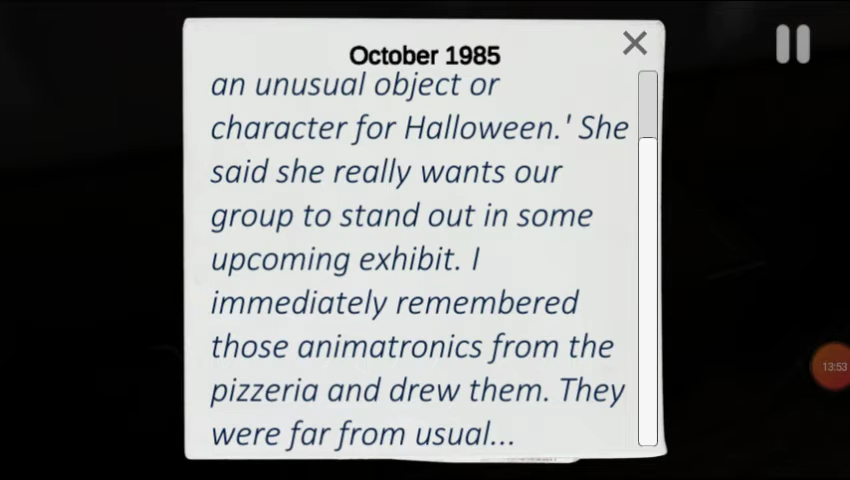 October 1985
an unusual object or
character for Halloween.' She
said she really wants our
group to stand out in some
upcoming exhibit. I
immediately remembered
those animatronics from the
pizzeria and drew them. They
were far from usual...
13:53